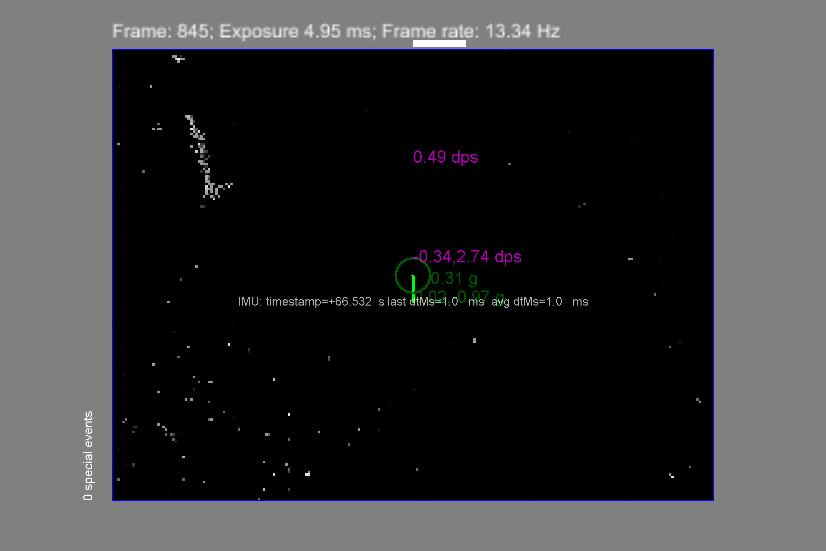 Frame: 845; Exposure 4.95 ms; Frame rate: 13.34 Hz
0.49 dps
-0.34,2.74 dps
0.31 g
0.97 g
IMU: timestamp=+66.532 s last dtMs=1.0 ms avg dtMs=1.0 ms
0 special events